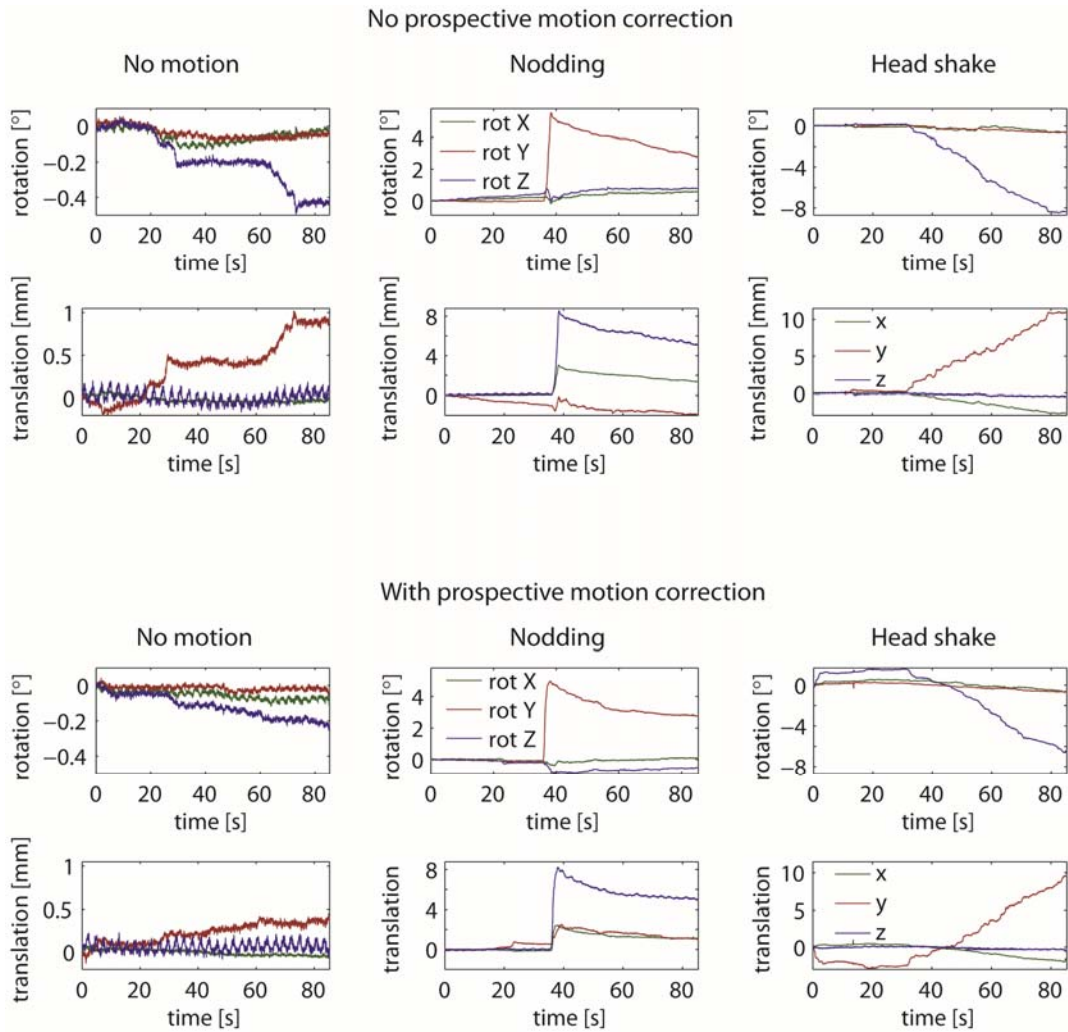 No prospective motion correction
No motion
Nodding
Head shake
rotation [°]
0
−0.2
−0.4
0 20 40 60 80
time [s]
4
2
0
rot X
rot Y
rot Z
0 20 40 60 80
time [s]
rotation [°]
0
−4
−8
0 20 40 60 80
time [s]
rotation [°]
translation [mm]
1
0.5
0
0 20 40 60 80
time [s]
translation [mm]
8
4
0
0 20 40 60 80
time [s]
translation [mm]
10
5
0
x
y
z
0 20 40 60 80
time [s]
With prospective motion correction
No motion
Nodding
Head shake
rotation [°]
0
−0.2
−0.4
0 20 40 60 80
time [s]
rotation [°]
4
2
0
rot X
rot Y
rot Z
0 20 40 60 80
time [s]
rotation [°]
0
−4
−8
0 20 40 60 80
time [s]
translation [mm]
1
0.5
0
0 20 40 60 80
time [s]
translation
8
4
0
0 20 40 60 80
time [s]
translation
10
5
0
x
y
z
0 20 40 60 80
time [s]